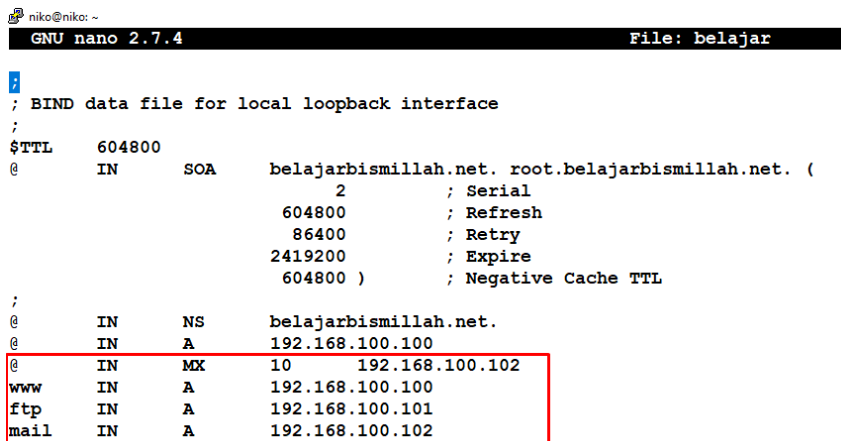 niko@niko: ~
GNU nano 2.7.4 File: belajar
;
; BIND data file for local loopback interface
;
$TTL 604800
@ IN SOA belajarbismillah.net. root.belajarbismillah.net. (
2 ; Serial
604800 ; Refresh
86400 ; Retry
2419200 ; Expire
604800 ) ; Negative Cache TTL
;
@ IN NS belajarbismillah.net.
@ IN A 192.168.100.100
@ IN MX 10 192.168.100.102
www IN A 192.168.100.100
ftp IN A 192.168.100.101
mail IN A 192.168.100.102